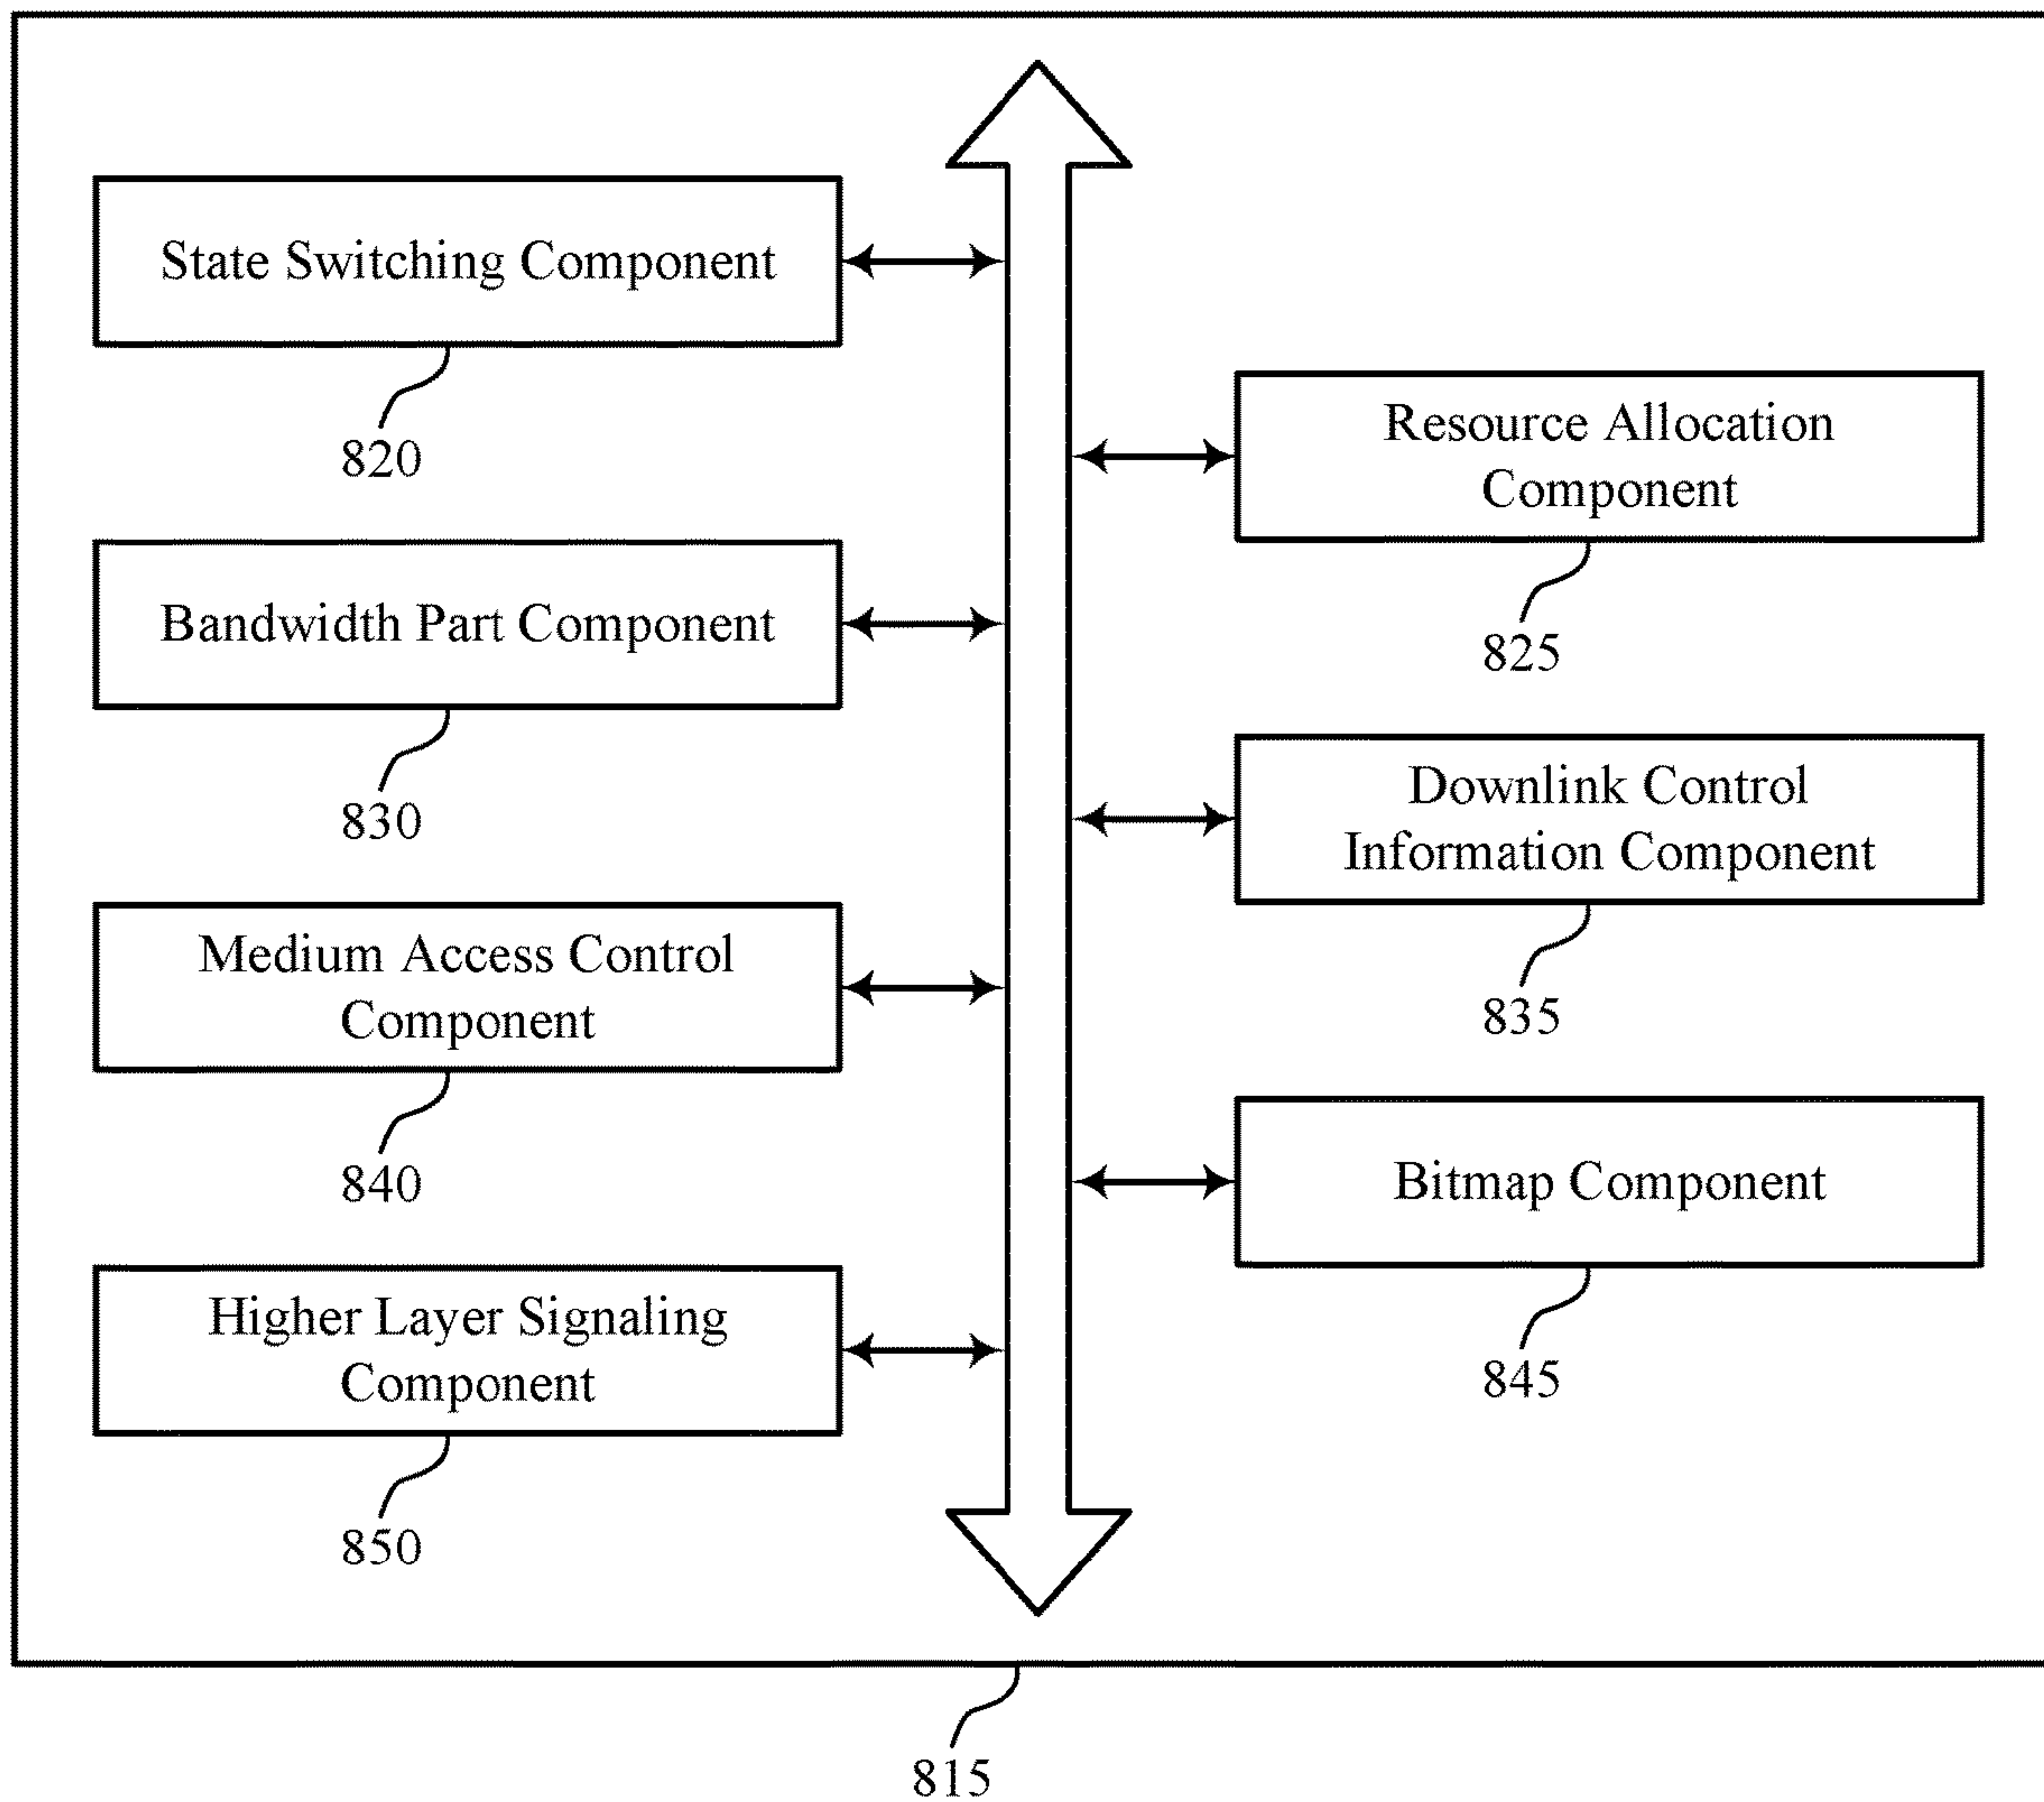 State Switching Component
820
Resource Allocation
Component
825
Bandwidth Part Component
830
Downlink Control
Information Component
835
Medium Access Control
Component
840
Bitmap Component
845
Higher Layer Signaling
Component
850
815